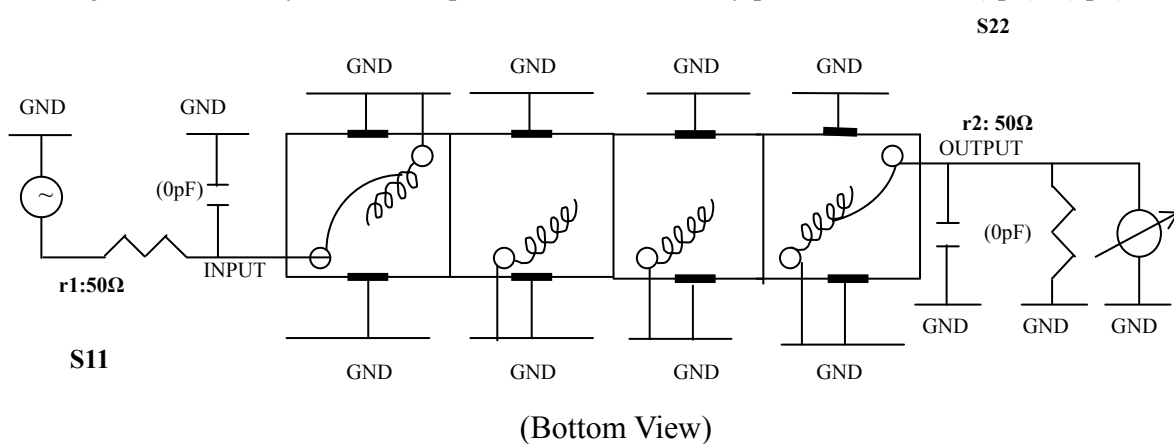 S22
GND GND GND GND
GND GND
r2: 50Ω
OUTPUT
~
(0pF) (0pF)
INPUT
r1:50Ω
GND GND GND
S11
GND GND GND GND
(Bottom View)